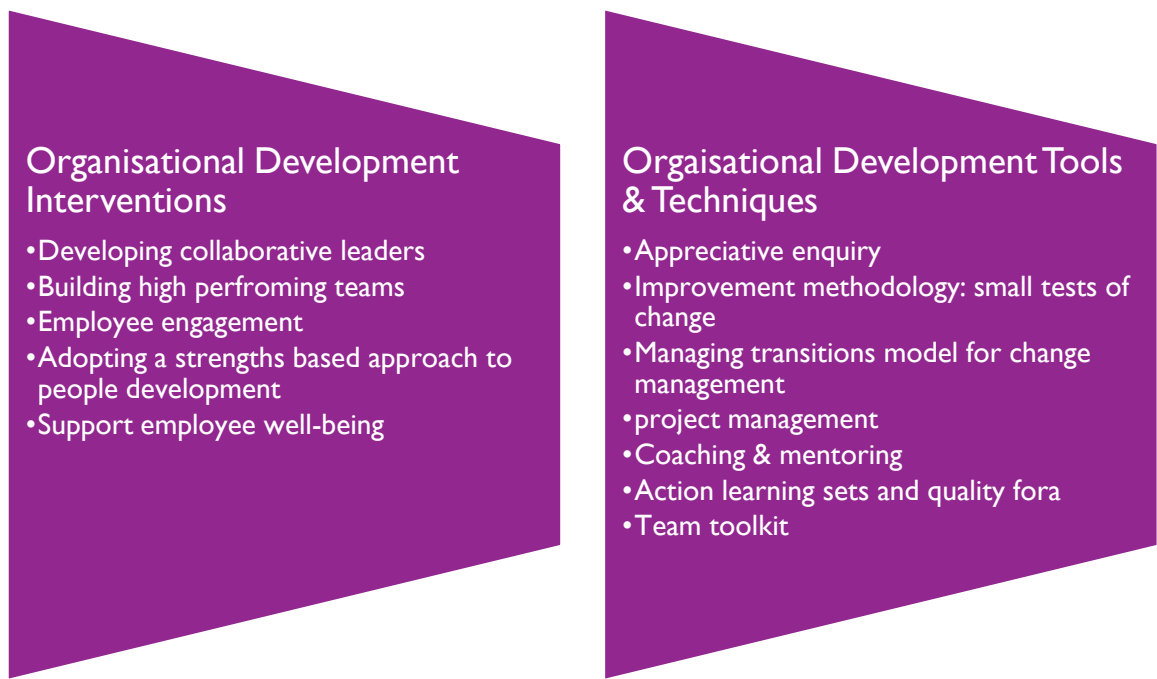 Organisational Development
Interventions
•Developing collaborative leaders
•Building high perfroming teams
•Employee engagement
•Adopting a strengths based approach to
people development
•Support employee well-being
Orgaisational Development Tools
& Techniques
•Appreciative enquiry
•Improvement methodology: small tests of
change
•Managing transitions model for change
management
•project management
•Coaching & mentoring
•Action learning sets and quality fora
•Team toolkit